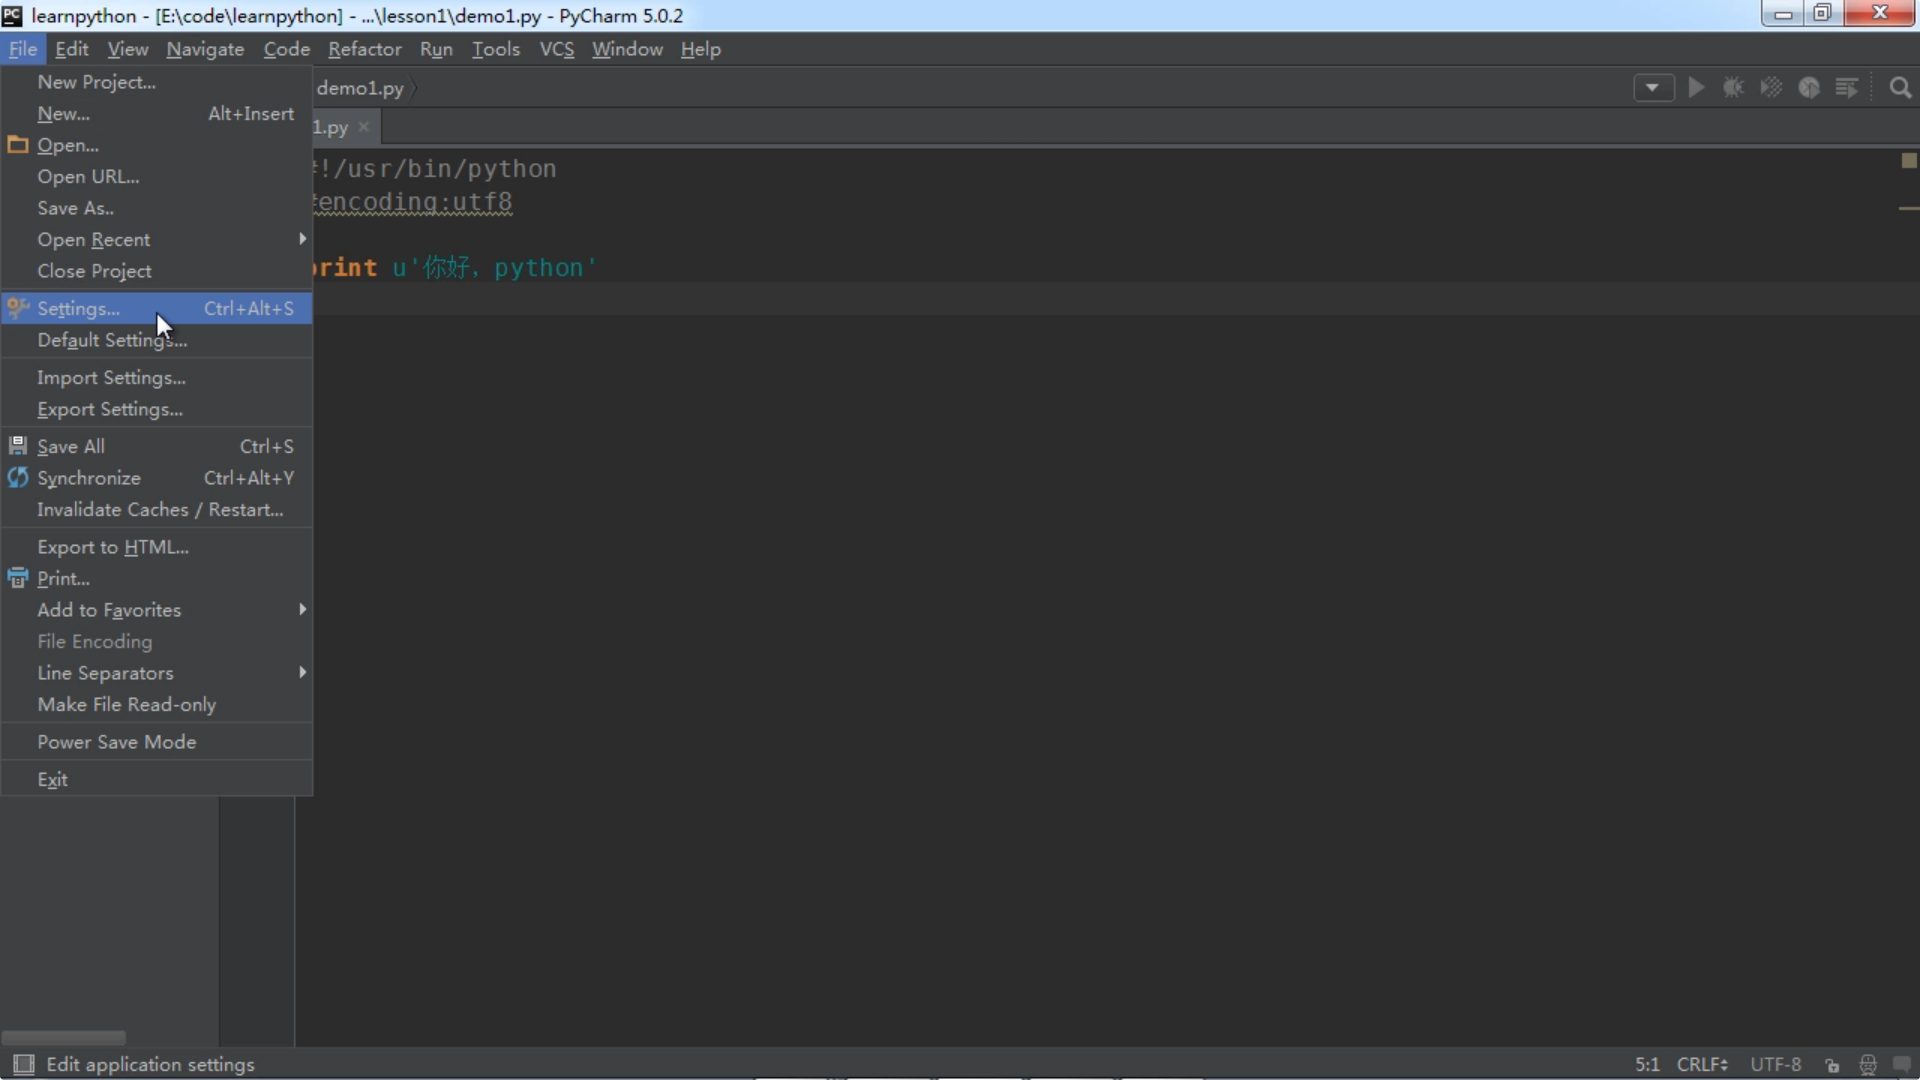 learnpython - [E:\code\learnpython] - ...\lesson1\demo1.py - PyCharm 5.0.2
File Edit View Navigate Code Refactor Run Tools VCS Window Help
New Project...
demo1.py
New... Alt+Insert
1.py
Open...
Open URL...
#!/usr/bin/python
Save As..
#encoding:utf8
Open Recent
Close Project
print u'你好，python'
Settings... Ctrl+Alt+S
Default Settings...
Import Settings...
Export Settings...
Save All Ctrl+S
Synchronize Ctrl+Alt+Y
Invalidate Caches / Restart...
Export to HTML...
Print...
Add to Favorites
File Encoding
Line Separators
Make File Read-only
Power Save Mode
Exit
Edit application settings
5:1 CRLF UTF-8